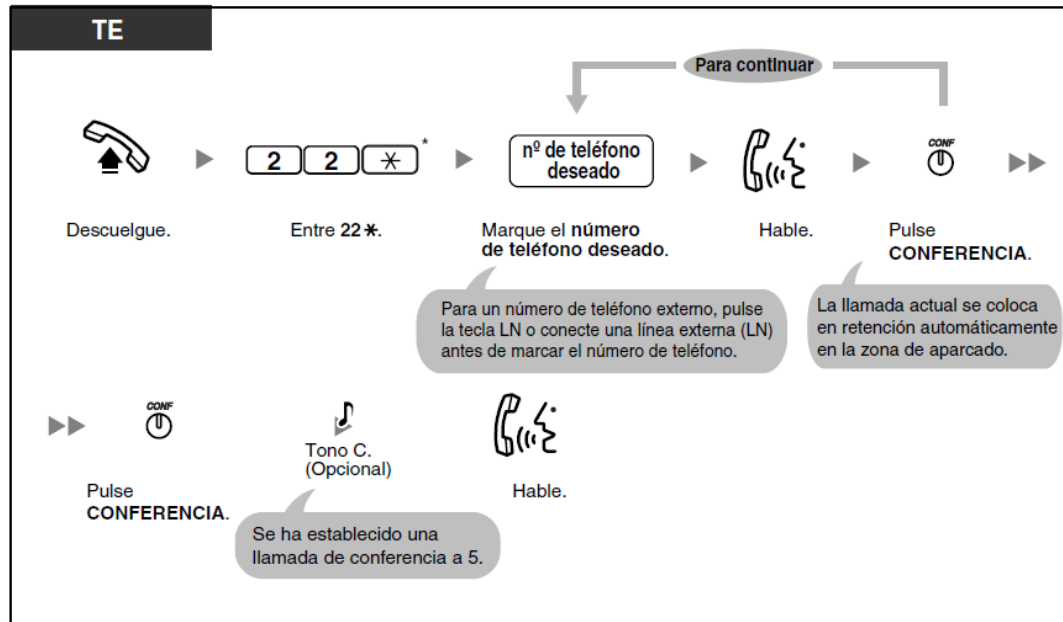 TE
Para continuar
CONF
2 2 ✳ *
nº de teléfono
deseado
Descuelgue.
Entre 22✳.
Marque el número
de teléfono deseado.
Hable.
Pulse
CONFERENCIA.
Para un número de teléfono externo, pulse
la tecla LN o conecte una línea externa (LN)
antes de marcar el número de teléfono.
La llamada actual se coloca
en retención automáticamente
en la zona de aparcado.
CONF
Tono C.
(Opcional)
Pulse
CONFERENCIA.
Hable.
Se ha establecido una
llamada de conferencia a 5.